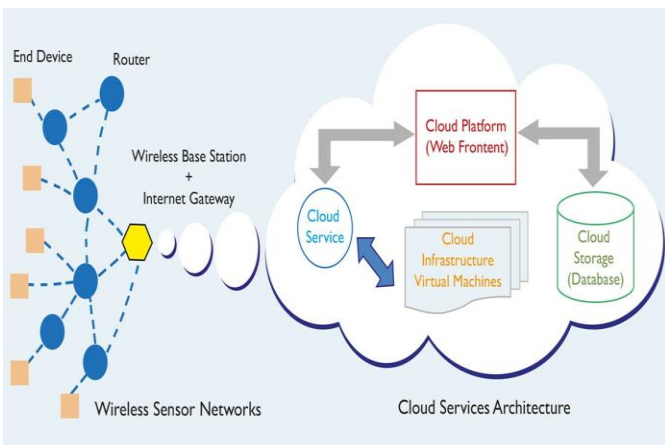 End Device
Router
Wireless Base Station
+
Internet Gateway
Wireless Sensor Networks
Cloud Platform
(Web Frontent)
Cloud
Service
Cloud
Infrastructure
Virtual Machines
Cloud
Storage
(Database)
Cloud Services Architecture